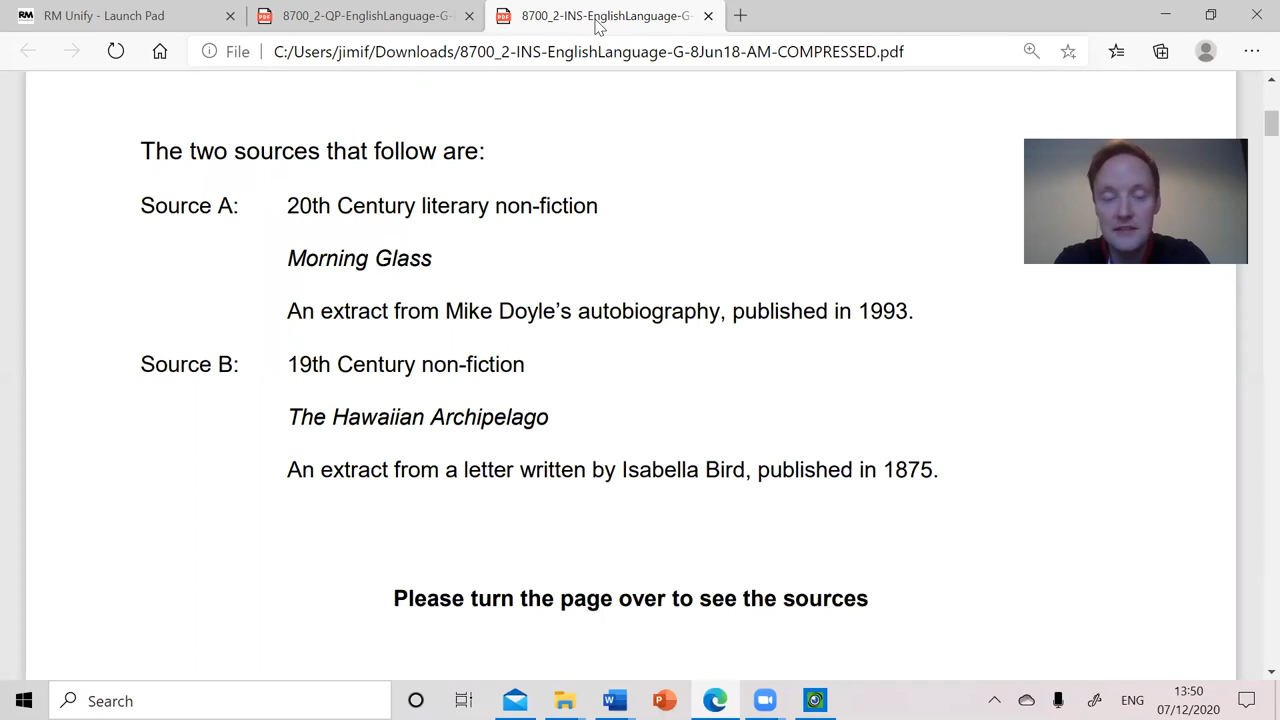 RM Unify - Launch Pad
8700_2-QP-EnglishLanguage-G-
8700_2-INS-EnglishLanguage-G-
File C:/Users/jimif/Downloads/8700_2-INS-EnglishLanguage-G-8Jun18-AM-COMPRESSED.pdf
The two sources that follow are:
Source A: 20th Century literary non-fiction
Morning Glass
An extract from Mike Doyle’s autobiography, published in 1993.
Source B: 19th Century non-fiction
The Hawaiian Archipelago
An extract from a letter written by Isabella Bird, published in 1875.
Please turn the page over to see the sources
Search
ENG
13:50
07/12/2020